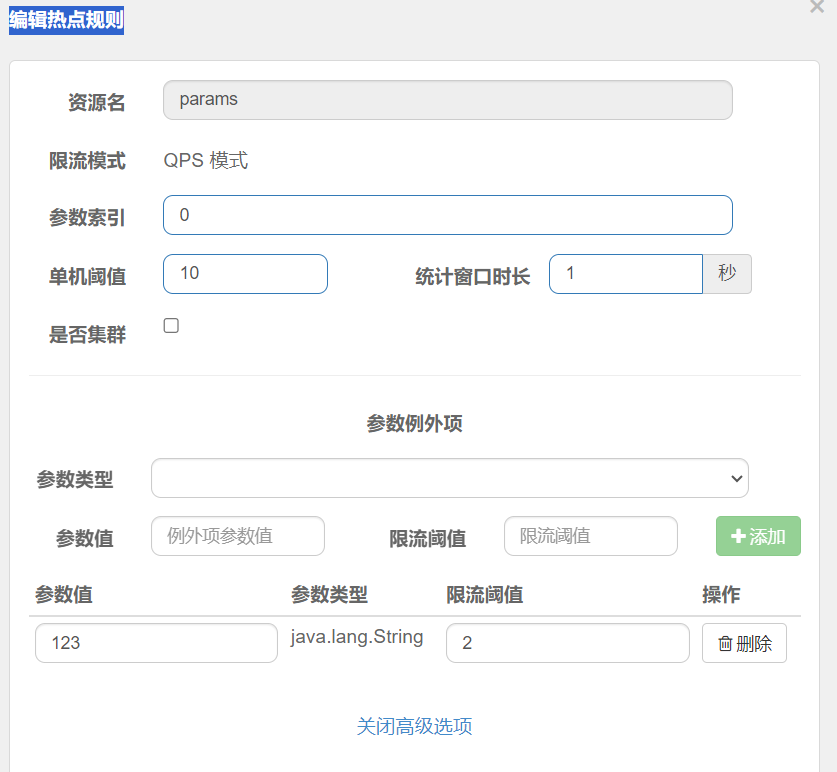 编辑热点规则 ×
资源名 params
限流模式 QPS 模式
参数索引 0
单机阈值 10 统计窗口时长 1 秒
是否集群
参数例外项
参数类型
参数值 例外项参数值 限流阈值 限流阈值 +添加
参数值 参数类型 限流阈值 操作
123 java.lang.String 2 删除
关闭高级选项